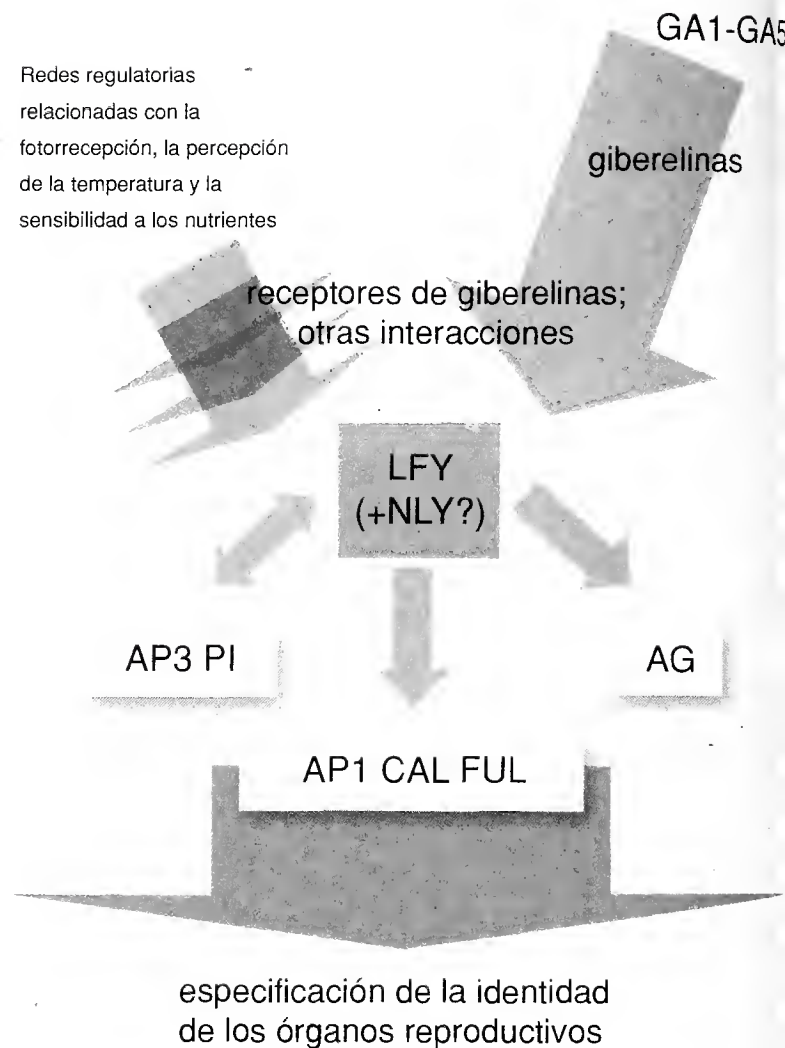 GA1-GA5
Redes regulatorias
relacionadas con la
fotorrecepción, la percepción
de la temperatura y la
sensibilidad a los nutrientes
giberelinas
receptores de giberelinas;
otras interacciones
LFY
(+NLY?)
AP3 PI
AG
AP1 CAL FUL
especificación de la identidad
de los órganos reproductivos